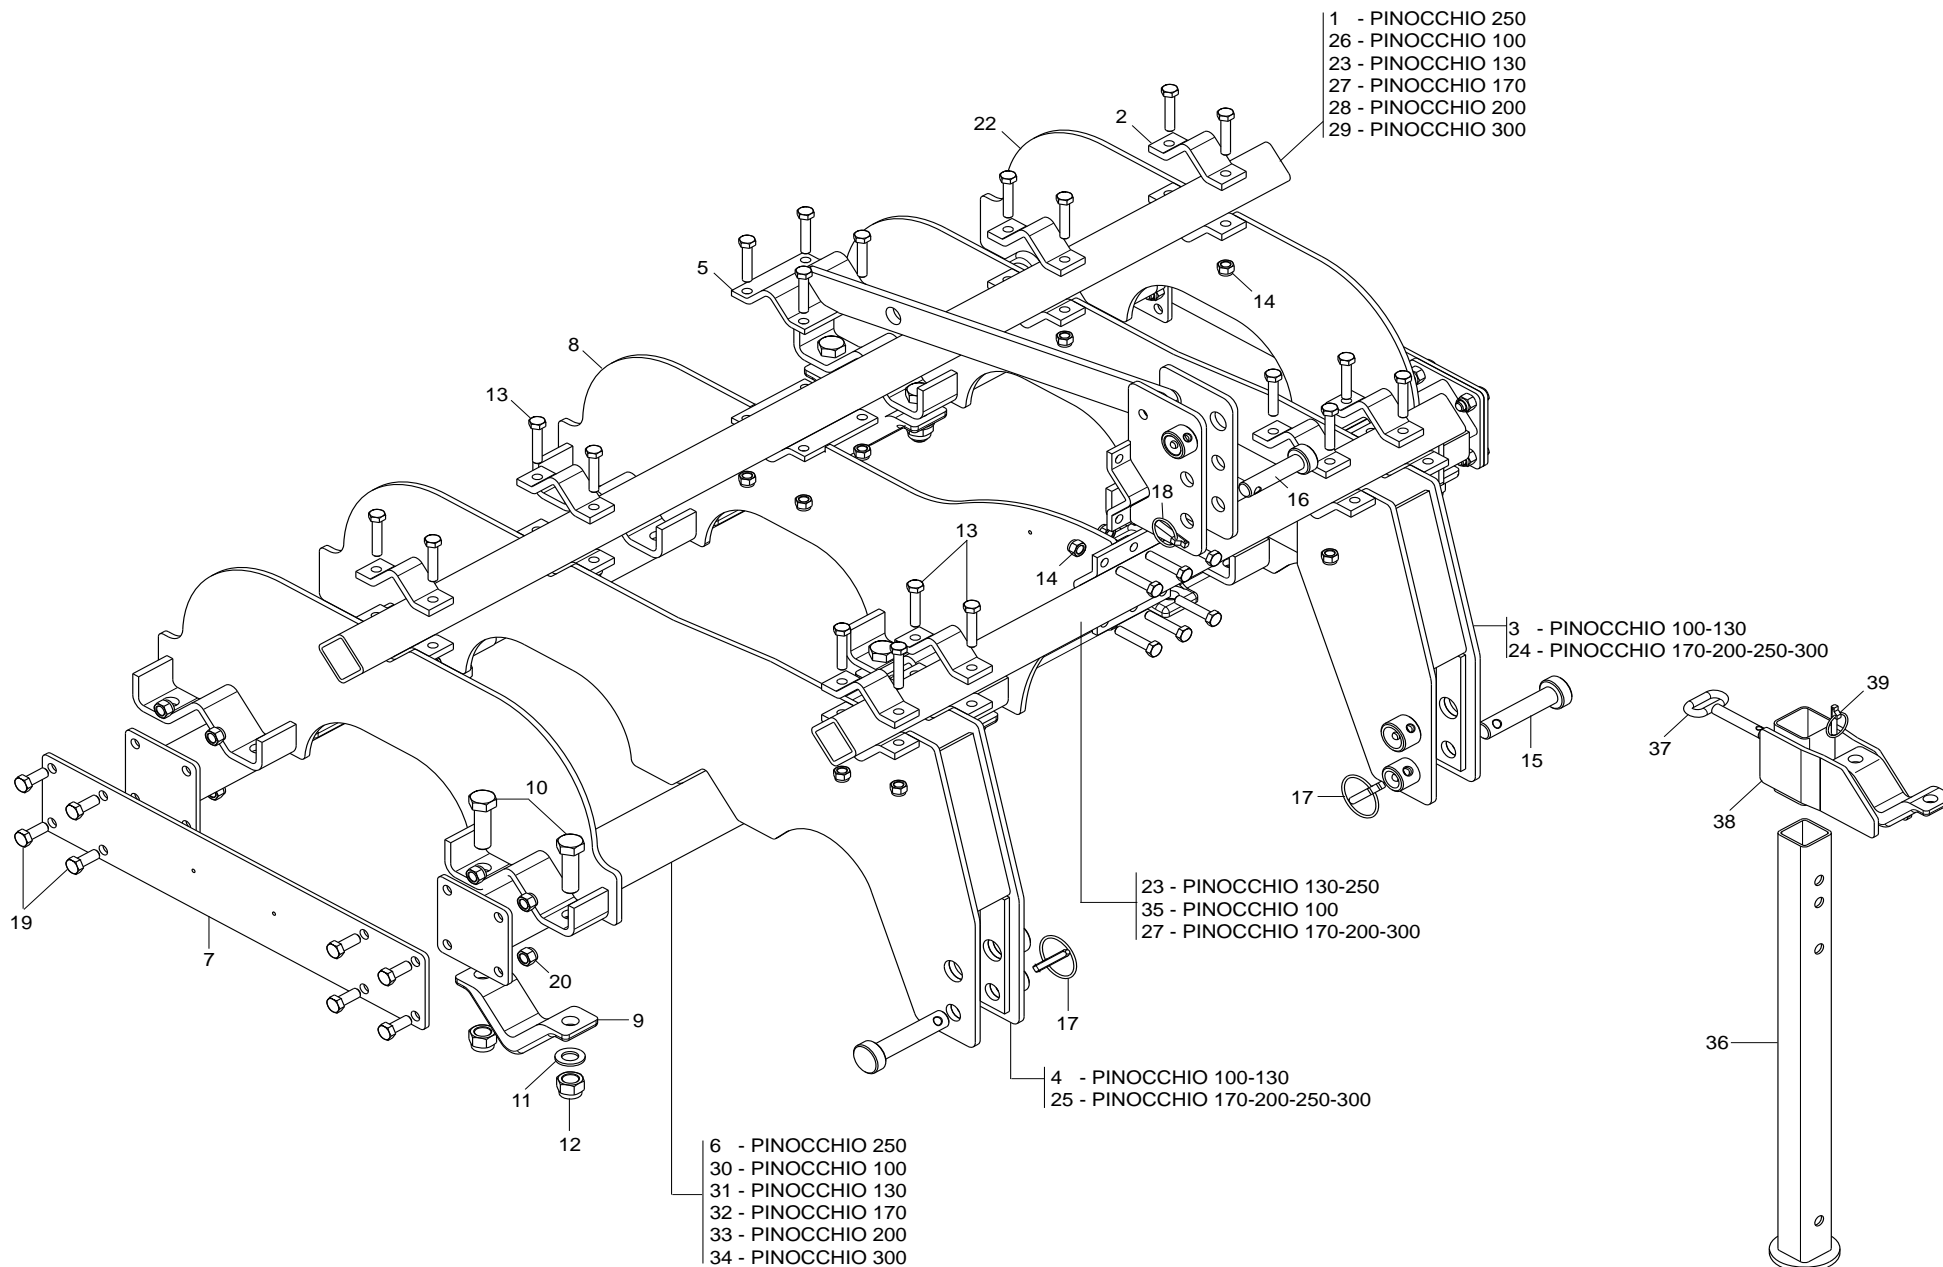 1 - PINOCCHIO 250
26 - PINOCCHIO 100
23 - PINOCCHIO 130
27 - PINOCCHIO 170
28 - PINOCCHIO 200
29 - PINOCCHIO 300
2
22
5
14
8
13
16
18
13
14
3 - PINOCCHIO 100-130
24 - PINOCCHIO 170-200-250-300
39
37
15
17
38
10
19
7
20
9
17
23 - PINOCCHIO 130-250
35 - PINOCCHIO 100
27 - PINOCCHIO 170-200-300
36
11
12
4 - PINOCCHIO 100-130
25 - PINOCCHIO 170-200-250-300
6 - PINOCCHIO 250
30 - PINOCCHIO 100
31 - PINOCCHIO 130
32 - PINOCCHIO 170
33 - PINOCCHIO 200
34 - PINOCCHIO 300